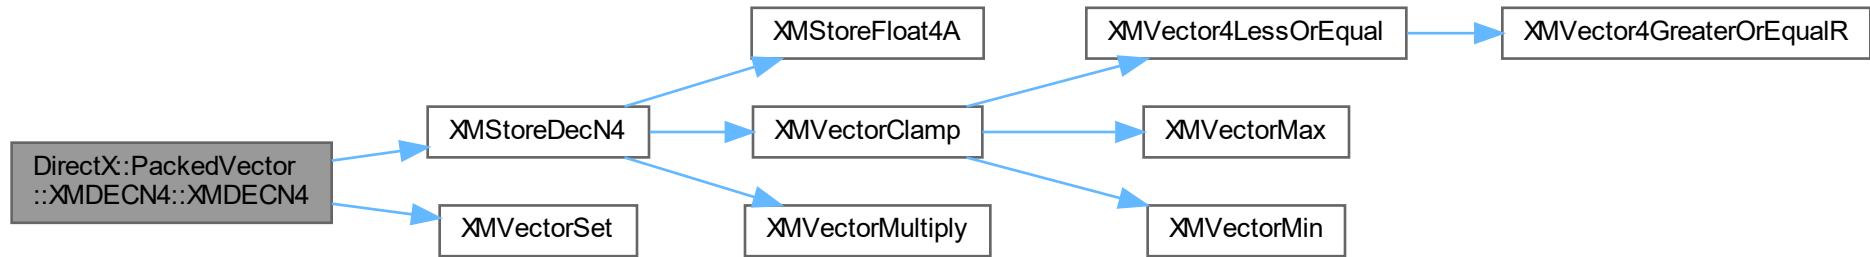 DirectX::PackedVector
::XMDECN4::XMDECN4
XMStoreDecN4
XMVectorSet
XMStoreFloat4A
XMVectorClamp
XMVectorMultiply
XMVector4LessOrEqual
XMVectorMax
XMVectorMin
XMVector4GreaterOrEqualR